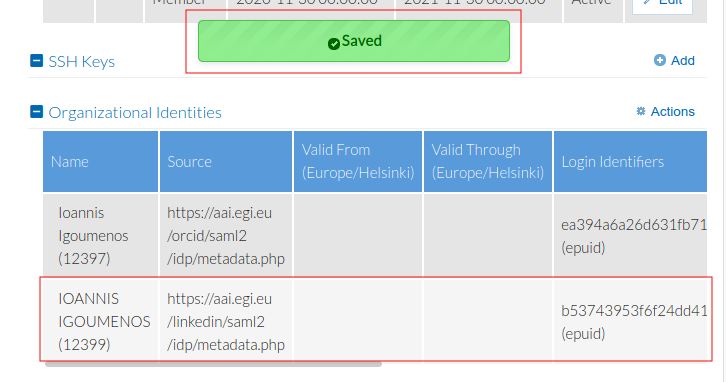 Member 2020-11-30 00:00:00 2021-11-30 00:00:00 Active Edit
Saved
SSH Keys Add
Organizational Identities Actions
Name Source Valid From (Europe/Helsinki) Valid Through (Europe/Helsinki) Login Identifiers
Ioannis
Igoumenos
(12397)
https://aai.egi.eu
/orcid/saml2
/idp/metadata.php
ea394a6a26d631fb71
(epuid)
IOANNIS
IGOUMENOS
(12399)
https://aai.egi.eu
/linkedin/saml2
/idp/metadata.php
b53743953f6f24dd41
(epuid)